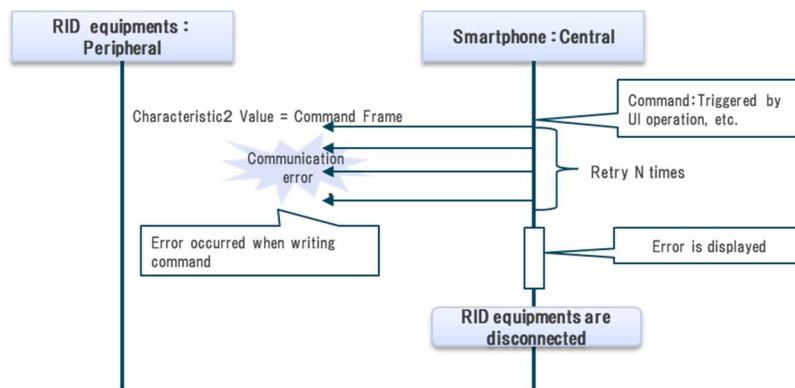 RID equipments :
Peripheral
Smartphone : Central
Command:Triggered by
UI operation, etc.
Characteristic2 Value = Command Frame
Communication
error
Retry N times
Error occurred when writing
command
Error is displayed
RID equipments are
disconnected